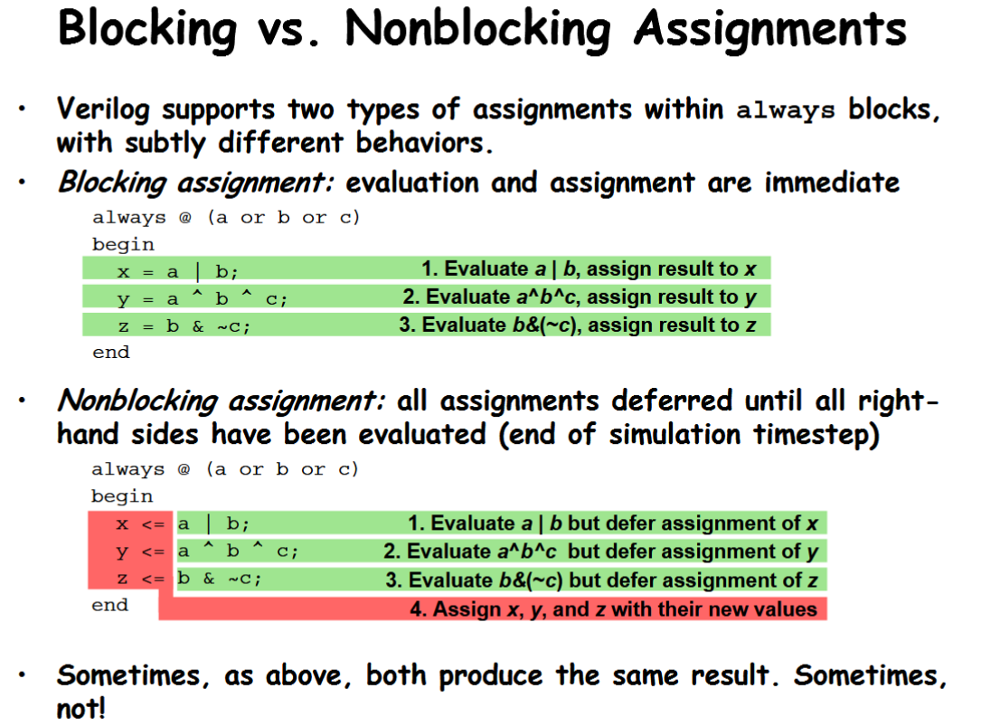 Blocking vs. Nonblocking Assignments
• Verilog supports two types of assignments within always blocks,
with subtly different behaviors.
• Blocking assignment: evaluation and assignment are immediate
always @ (a or b or c)
begin
x = a | b; 1. Evaluate a | b, assign result to x
y = a ^ b ^ c; 2. Evaluate a^b^c, assign result to y
z = b & ~c; 3. Evaluate b&(~c), assign result to z
end
• Nonblocking assignment: all assignments deferred until all right-
hand sides have been evaluated (end of simulation timestep)
always @ (a or b or c)
begin
x <= a | b; 1. Evaluate a | b but defer assignment of x
y <= a ^ b ^ c; 2. Evaluate a^b^c but defer assignment of y
z <= b & ~c; 3. Evaluate b&(~c) but defer assignment of z
end 4. Assign x, y, and z with their new values
• Sometimes, as above, both produce the same result. Sometimes,
not!